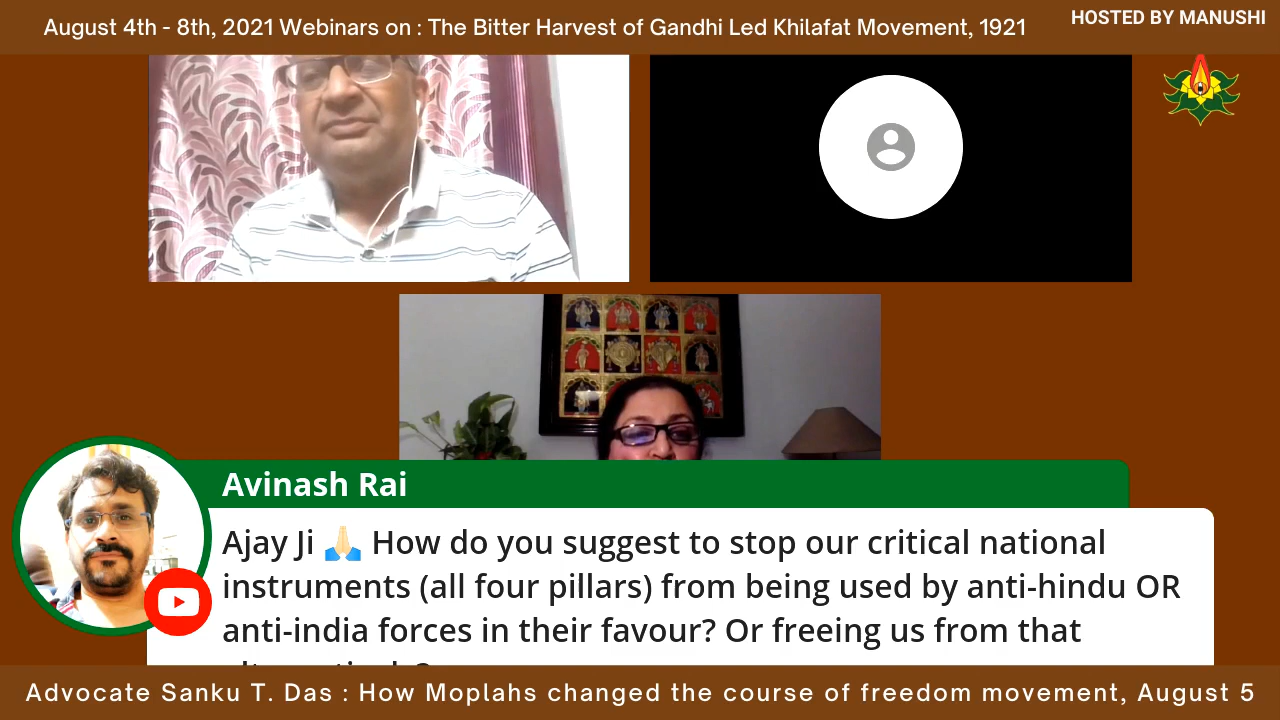 August 4th - 8th, 2021 Webinars on : The Bitter Harvest of Gandhi Led Khilafat Movement, 1921
HOSTED BY MANUSHI
Avinash Rai
Ajay Ji 🙏🏻 How do you suggest to stop our critical national
instruments (all four pillars) from being used by anti-hindu OR
anti-india forces in their favour? Or freeing us from that
Advocate Sanku T. Das : How Moplahs changed the course of freedom movement, August 5